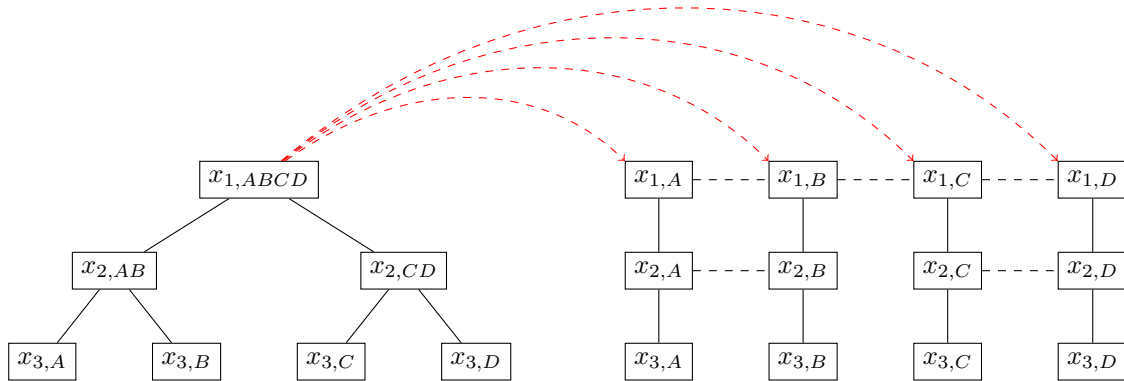 x_{1,ABCD} x_{1,A} x_{1,B} x_{1,C} x_{1,D}
x_{2,AB} x_{2,CD} x_{2,A} x_{2,B} x_{2,C} x_{2,D}
x_{3,A} x_{3,B} x_{3,C} x_{3,D} x_{3,A} x_{3,B} x_{3,C} x_{3,D}